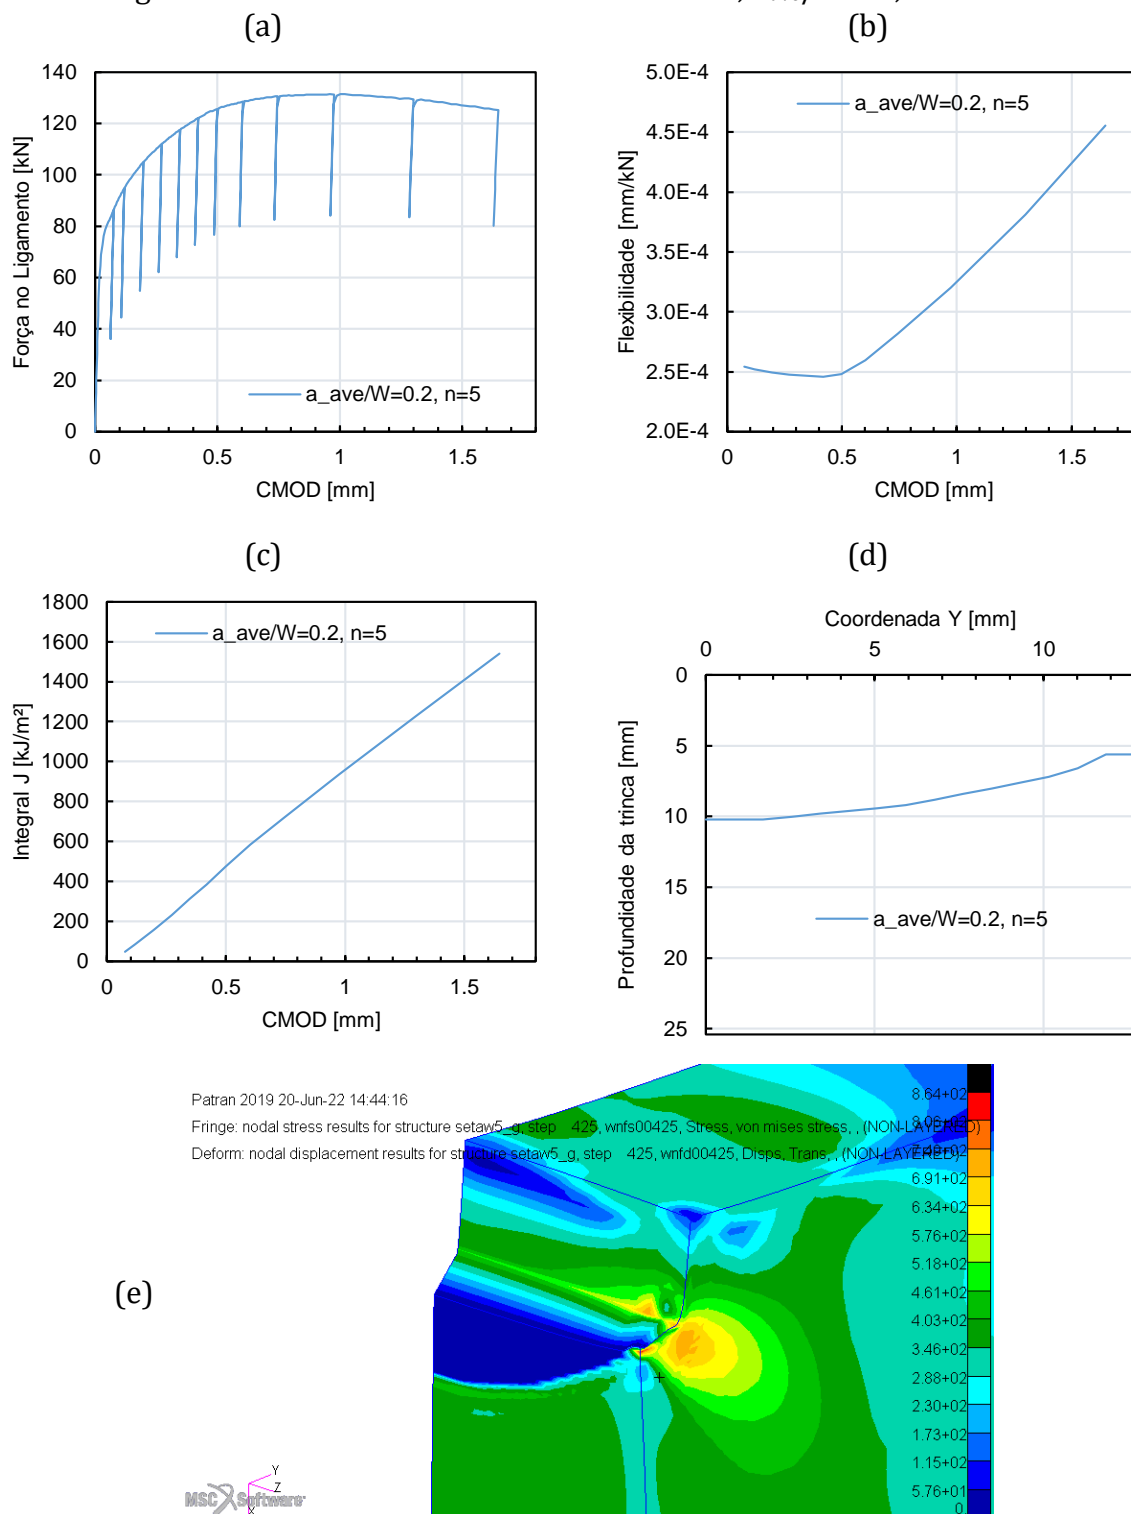 (a)
(b)
140
120
100
80
60
40
20
0
Força no Ligamento [kN]
a_ave/W=0.2, n=5
0 0.5 1 1.5
CMOD [mm]
5.0E-4
4.5E-4
4.0E-4
3.5E-4
3.0E-4
2.5E-4
2.0E-4
Flexibilidade [mm/kN]
a_ave/W=0.2, n=5
0 0.5 1 1.5
CMOD [mm]
(c)
(d)
1800
1600
1400
1200
1000
800
600
400
200
0
Integral J [kJ/m²]
a_ave/W=0.2, n=5
0 0.5 1 1.5
CMOD [mm]
Coordenada Y [mm]
0 5 10
0
5
10
15
20
25
Profundidade da trinca [mm]
a_ave/W=0.2, n=5
(e)
Patran 2019 20-Jun-22 14:44:16
Fringe: nodal stress results for structure setaw5_g, step 425, wnfs00425, Stress, von mises stress, , (NON-LAYERED)
Deform: nodal displacement results for structure setaw5_g, step 425, wnfd00425, Disps, Trans, , (NON-LAYERED)
8.64+02
8.06+02
7.49+02
6.91+02
6.34+02
5.76+02
5.18+02
4.61+02
4.03+02
3.46+02
2.88+02
2.30+02
1.73+02
1.15+02
5.76+01
0
Y
Z
X
MSC Software